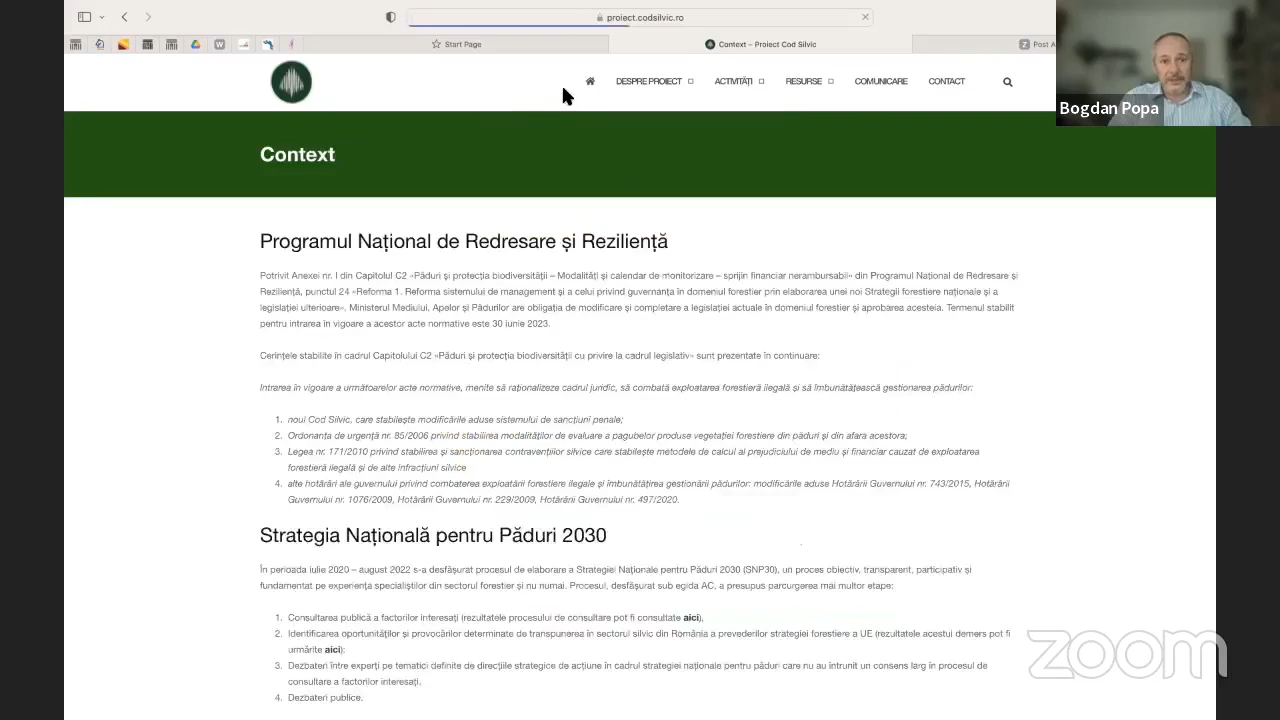 proiect.codsilvic.ro
Start Page
Context – Proiect Cod Silvic
Post A
DESPRE PROIECT
ACTIVITĂȚI
RESURSE
COMUNICARE
CONTACT
Bogdan Popa
Context
Programul Național de Redresare și Reziliență
Potrivit Anexei nr. I din Capitolul C2 «Păduri și protecția biodiversității – Modalități și calendar de monitorizare – sprijin financiar nerambursabil» din Programul Național de Redresare și
Reziliență, punctul 24 «Reforma 1. Reforma sistemului de management și a celui privind guvernanța în domeniul forestier prin elaborarea unei noi Strategii forestiere naționale și a
legislației ulterioare». Ministerul Mediului, Apelor și Pădurilor are obligația de modificare și completare a legislației actuale în domeniul forestier și aprobarea acesteia. Termenul stabilit
pentru intrarea în vigoare a acestor acte normative este 30 iunie 2023.
Cerințele stabilite în cadrul Capitolului C2 «Păduri și protecția biodiversității cu privire la cadrul legislativ» sunt prezentate în continuare:
Intrarea în vigoare a următoarelor acte normative, menite să raționalizeze cadrul juridic, să combată exploatarea forestieră ilegală și să îmbunătățească gestionarea pădurilor:
1. noul Cod Silvic, care stabilește modificările aduse sistemului de sancțiuni penale;
2. Ordonanța de urgență nr. 85/2006 privind stabilirea modalităților de evaluare a pagubelor produse vegetației forestiere din păduri și din afara acestora;
3. Legea nr. 171/2010 privind stabilirea și sancționarea contravențiilor silvice care stabilește metodele de calcul al prejudiciului de mediu și financiar cauzat de exploatarea
forestieră ilegală și de alte infracțiuni silvice
4. alte hotărâri ale guvernului privind combaterea exploatării forestiere ilegale și îmbunătățirea gestionării pădurilor: modificările aduse Hotărârii Guvernului nr. 743/2015, Hotărârii
Guvernului nr. 1076/2009, Hotărârii Guvernului nr. 229/2009, Hotărârii Guvernului nr. 497/2020.
Strategia Națională pentru Păduri 2030
În perioada iulie 2020 – august 2022 s-a desfășurat procesul de elaborare a Strategiei Naționale pentru Păduri 2030 (SNP30), un proces obiectiv, transparent, participativ și
fundamentat pe experiența specialiștilor din sectorul forestier și nu numai. Procesul, desfășurat sub egida AC, a presupus parcurgerea mai multor etape:
1. Consultarea publică a factorilor interesați (rezultatele procesului de consultare pot fi consultate aici),
2. Identificarea oportunităților și provocărilor determinate de transpunerea în sectorul silvic din România a prevederilor strategiei forestiere a UE (rezultatele acestui demers pot fi
urmărite aici);
3. Dezbateri între experți pe tematici definite de direcțiile strategice de acțiune în cadrul strategiei naționale pentru păduri care nu au întrunit un consens larg în procesul de
consultare a factorilor interesați,
4. Dezbateri publice.
zoom